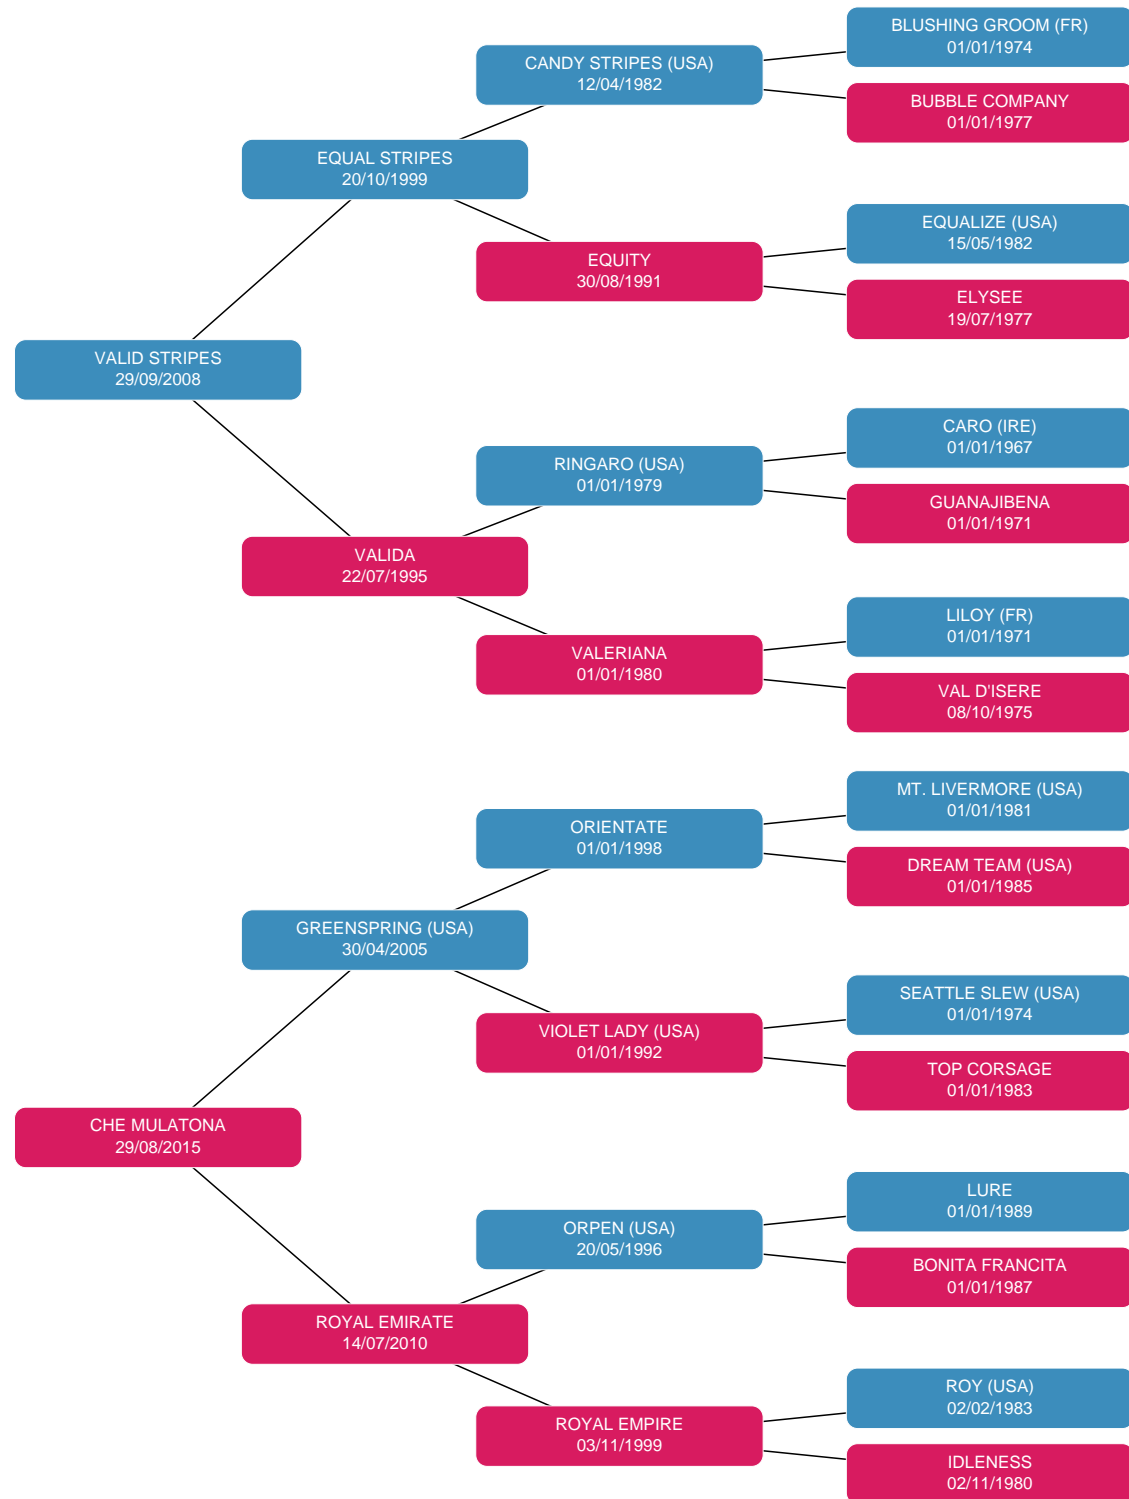 BLUSHING GROOM (FR)
01/01/1974
CANDY STRIPES (USA)
12/04/1982
BUBBLE COMPANY
01/01/1977
EQUAL STRIPES
20/10/1999
EQUALIZE (USA)
15/05/1982
EQUITY
30/08/1991
ELYSEE
19/07/1977
VALID STRIPES
29/09/2008
CARO (IRE)
01/01/1967
RINGARO (USA)
01/01/1979
GUANAJIBENA
01/01/1971
VALIDA
22/07/1995
LILOY (FR)
01/01/1971
VALERIANA
01/01/1980
VAL D'ISERE
08/10/1975
MT. LIVERMORE (USA)
01/01/1981
ORIENTATE
01/01/1998
DREAM TEAM (USA)
01/01/1985
GREENSPRING (USA)
30/04/2005
SEATTLE SLEW (USA)
01/01/1974
VIOLET LADY (USA)
01/01/1992
TOP CORSAGE
01/01/1983
CHE MULATONA
29/08/2015
LURE
01/01/1989
ORPEN (USA)
20/05/1996
BONITA FRANCITA
01/01/1987
ROYAL EMIRATE
14/07/2010
ROY (USA)
02/02/1983
ROYAL EMPIRE
03/11/1999
IDLENESS
02/11/1980